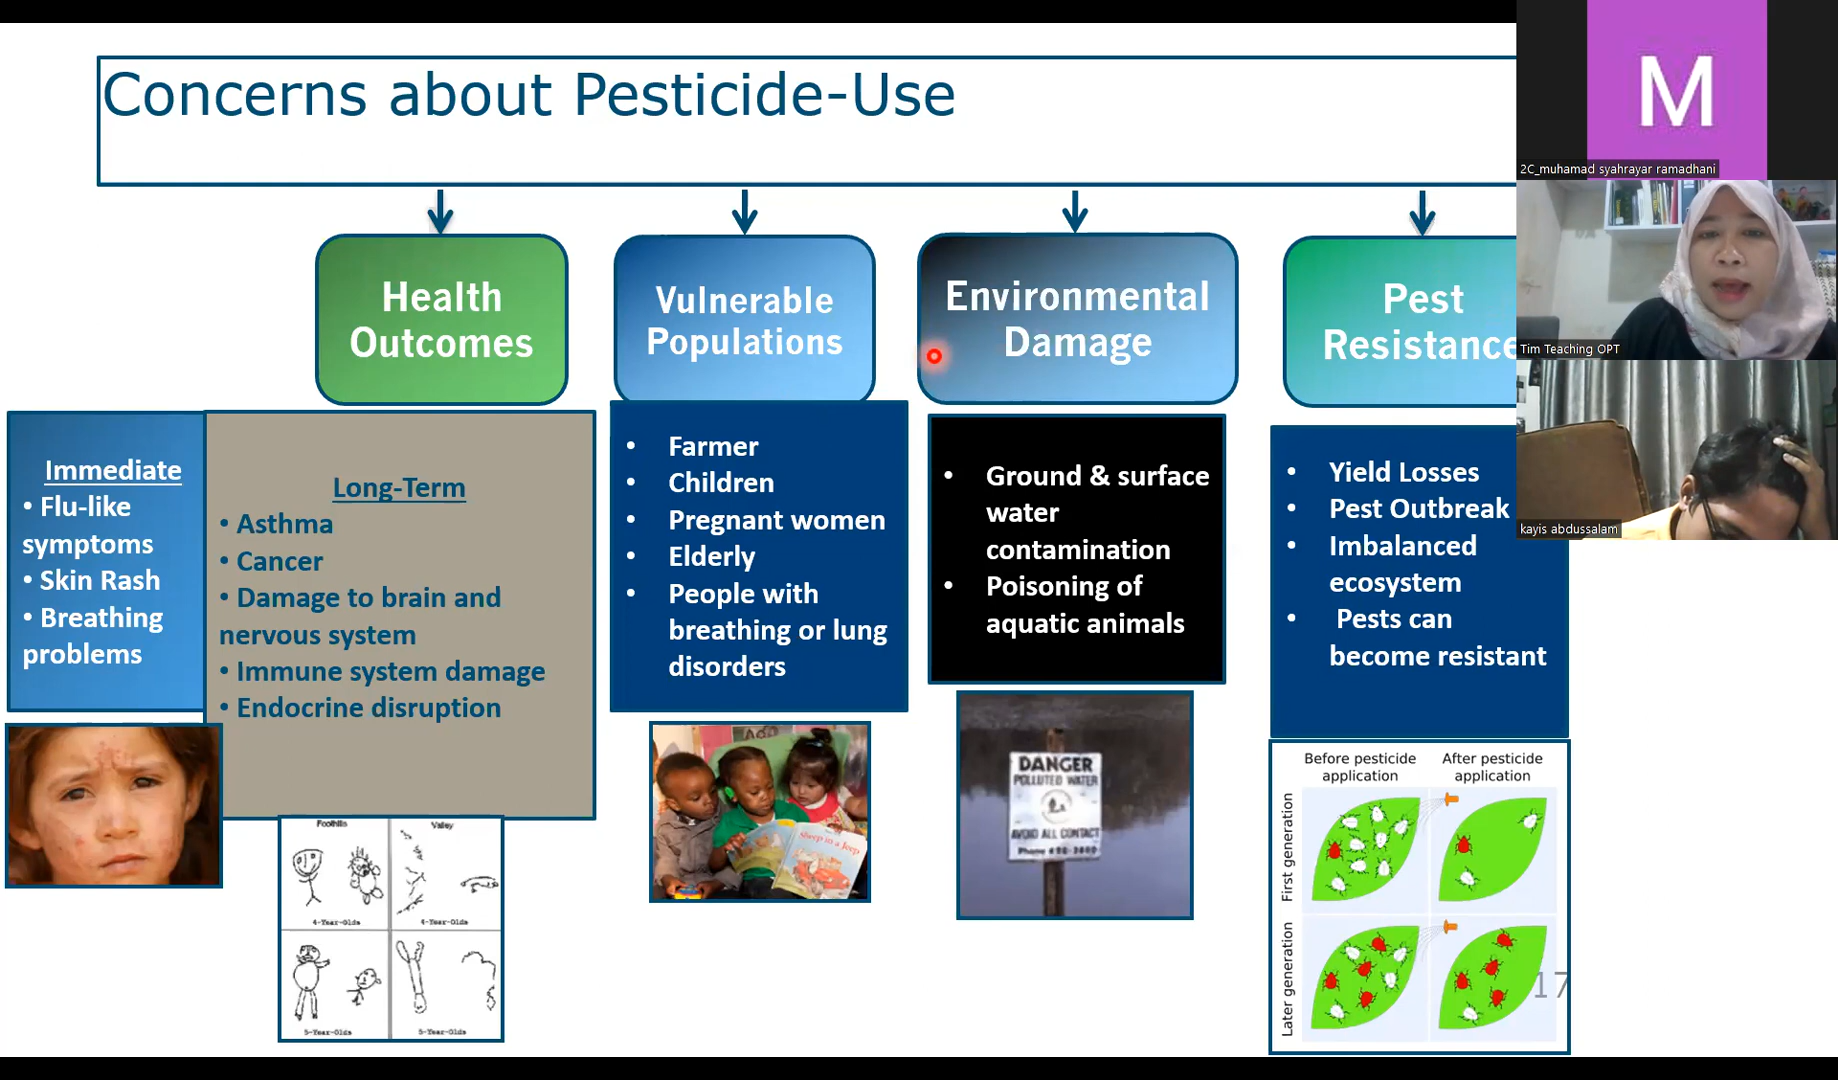 Concerns about Pesticide-Use
Health
Outcomes
Vulnerable
Populations
Environmental
Damage
Pest
Resistance
Immediate
• Flu-like
symptoms
• Skin Rash
• Breathing
problems
Long-Term
• Asthma
• Cancer
• Damage to brain and
nervous system
• Immune system damage
• Endocrine disruption
• Farmer
• Children
• Pregnant women
• Elderly
• People with
breathing or lung
disorders
• Ground & surface
water
contamination
• Poisoning of
aquatic animals
• Yield Losses
• Pest Outbreak
• Imbalanced
ecosystem
• Pests can
become resistant
Foothills
Valley
4-Year-Olds
4-Year-Olds
5-Year-Olds
5-Year-Olds
Sheep in a Jeep
DANGER
POLLUTED WATER
AVOID ALL CONTACT
Before pesticide
application
After pesticide
application
First generation
Later generation
17
M
2C_muhamad syahrayar ramadhani
Tim Teaching OPT
kayis abdussalam